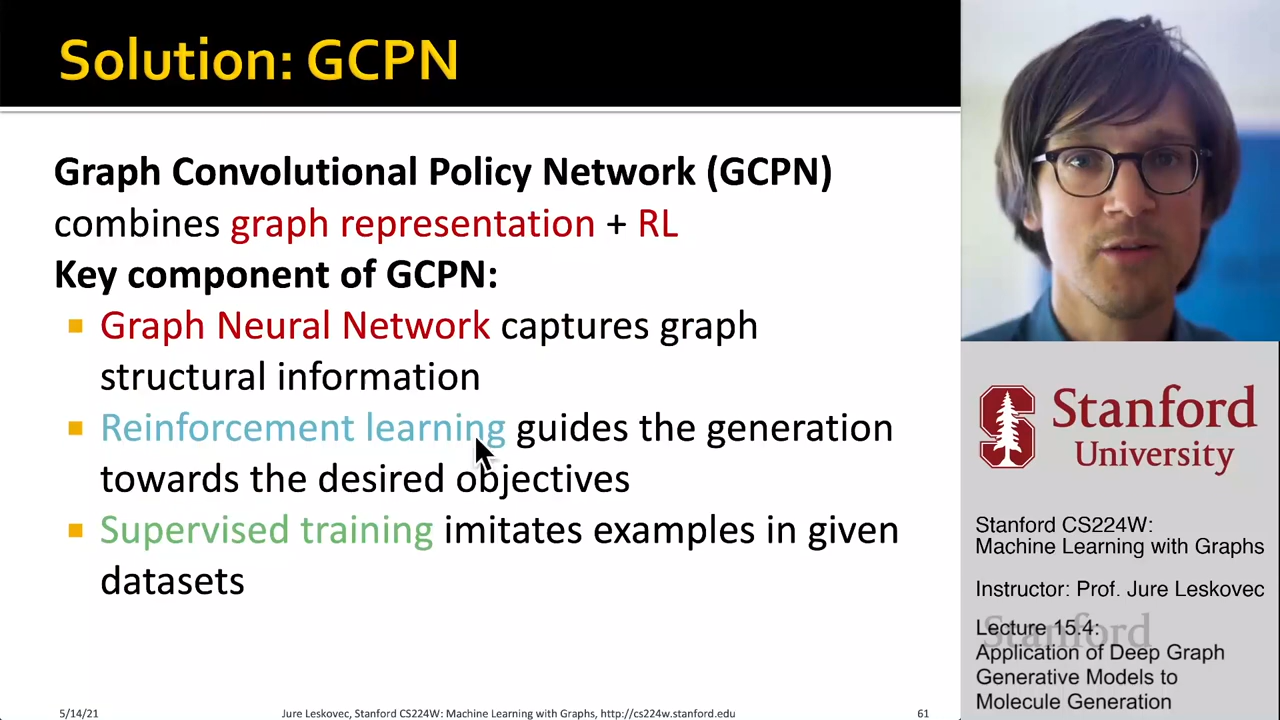 Solution: GCPN
Graph Convolutional Policy Network (GCPN)
combines graph representation + RL
Key component of GCPN:
Graph Neural Network captures graph
structural information
Reinforcement learning guides the generation
towards the desired objectives
Supervised training imitates examples in given
datasets
5/14/21
Jure Leskovec, Stanford CS224W: Machine Learning with Graphs, http://cs224w.stanford.edu
61
Stanford
University
Stanford CS224W:
Machine Learning with Graphs
Instructor: Prof. Jure Leskovec
Stanford
Lecture 15.4:
Application of Deep Graph
Generative Models to
Molecule Generation